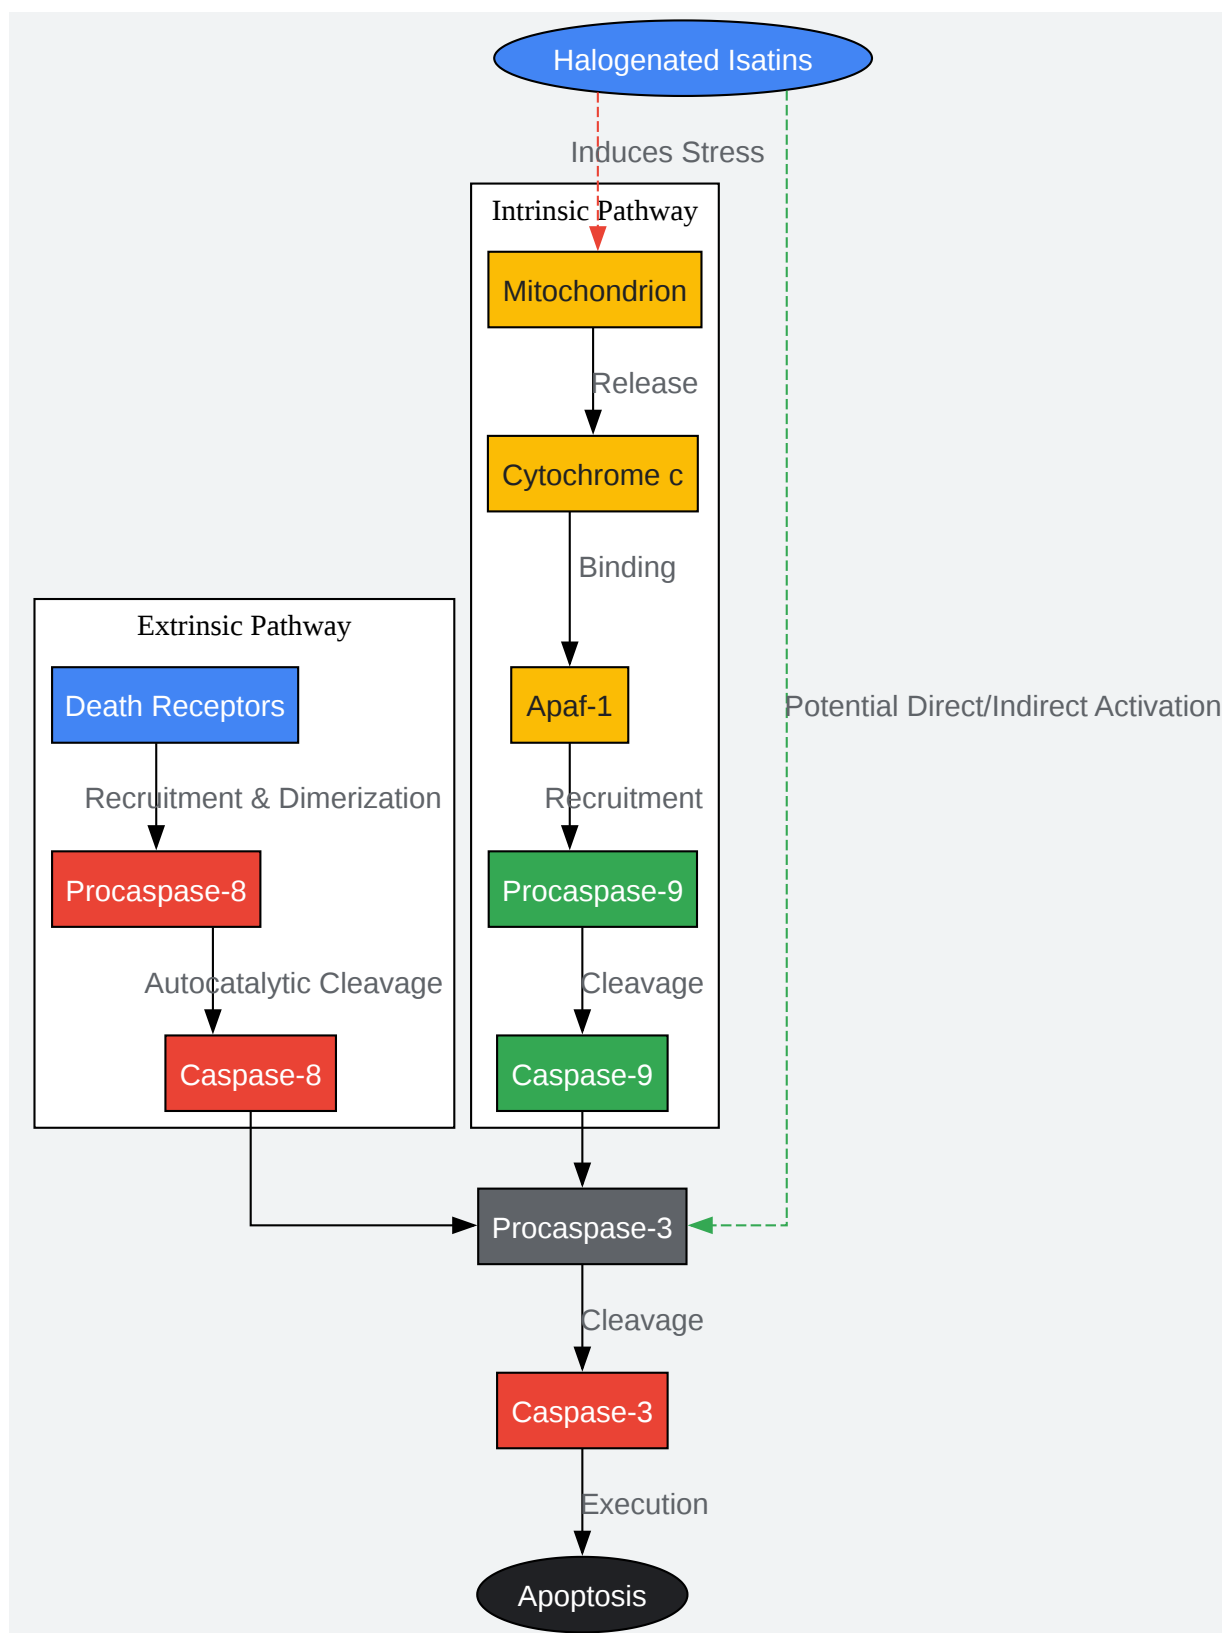 Halogenated Isatins
Induces Stress
Intrinsic Pathway
Mitochondrion
Release
Cytochrome c
Binding
Extrinsic Pathway
Death Receptors
Apaf-1
Potential Direct/Indirect Activation
Recruitment & Dimerization
Recruitment
Procaspase-8
Procaspase-9
Autocatalytic Cleavage
Cleavage
Caspase-8
Caspase-9
Procaspase-3
Cleavage
Caspase-3
Execution
Apoptosis